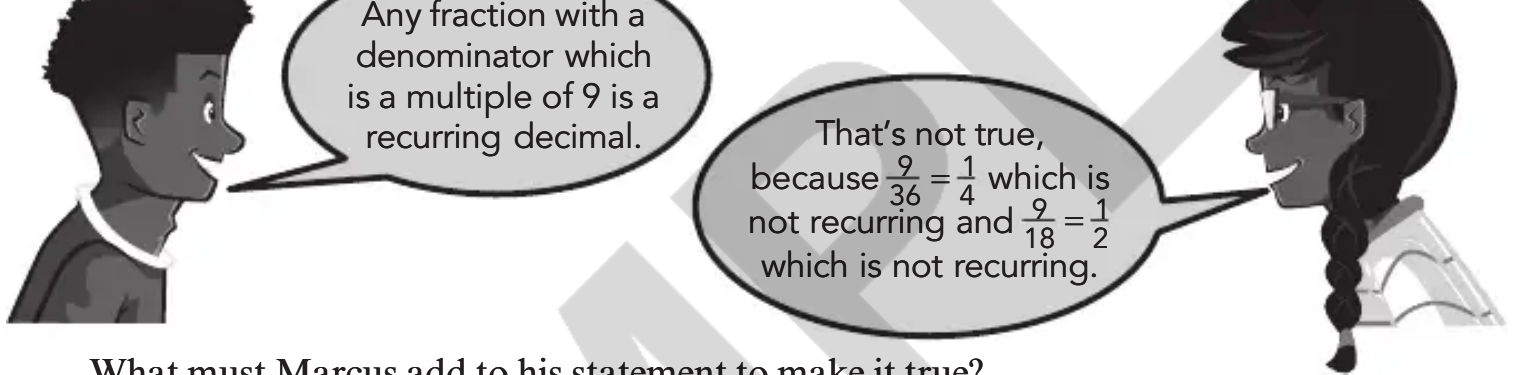 Any fraction with a
denominator which
is a multiple of 9 is a
recurring decimal.
That's not true,
because 9/36 = 1/4 which is
not recurring and 9/18 = 1/2
which is not recurring.
What must Marcus add to his statement to make it true?